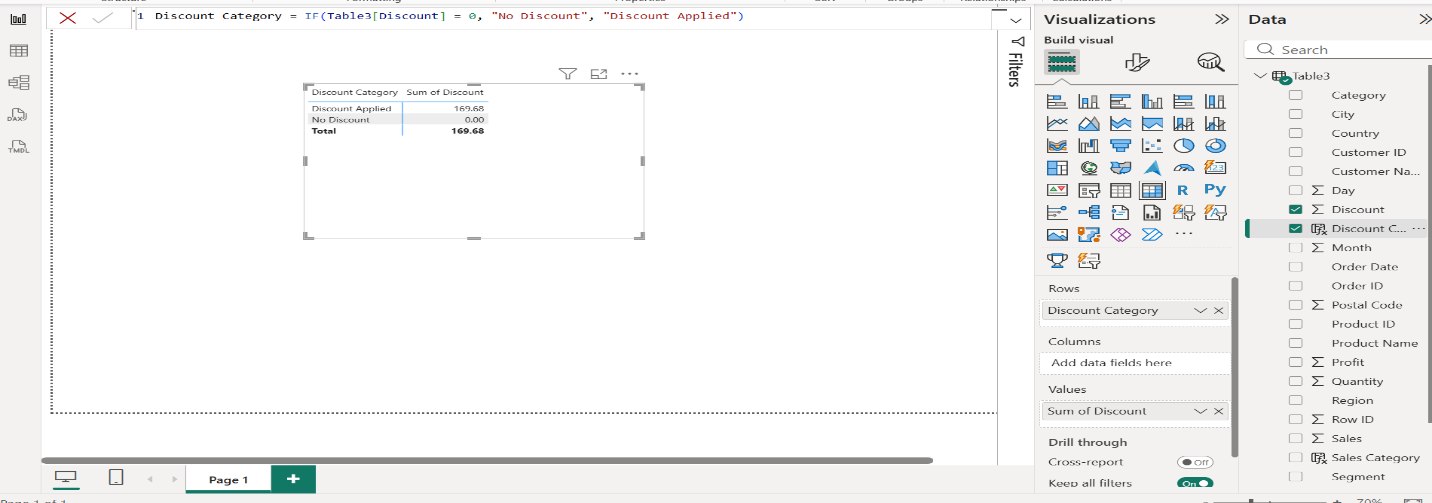 1 Discount Category = IF(Table3[Discount] = 0, "No Discount", "Discount Applied")
Discount Category Sum of Discount
Discount Applied 169.68
No Discount 0.00
Total 169.68
Filters
Visualizations
Build visual
123
R Py
Rows
Discount Category
Columns
Add data fields here
Values
Sum of Discount
Drill through
Cross-report Off
Keep all filters On
Data
Search
Table3
Category
City
Country
Customer ID
Customer Na...
Day
Discount
Discount C...
Month
Order Date
Order ID
Postal Code
Product ID
Product Name
Profit
Quantity
Region
Row ID
Sales
Sales Category
Segment
DAX
TMDL
Page 1